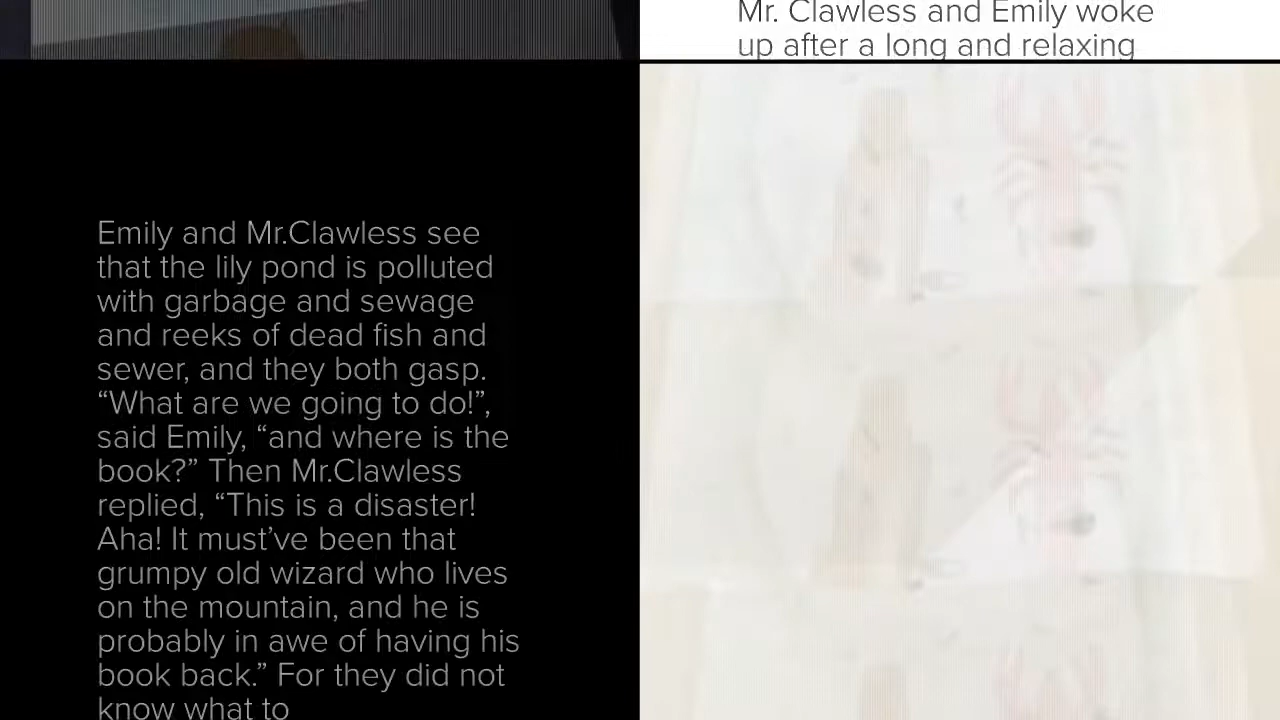 Mr. Clawless and Emily woke
up after a long and relaxing
Emily and Mr.Clawless see
that the lily pond is polluted
with garbage and sewage
and reeks of dead fish and
sewer, and they both gasp.
“What are we going to do!”,
said Emily, “and where is the
book?” Then Mr.Clawless
replied, “This is a disaster!
Aha! It must’ve been that
grumpy old wizard who lives
on the mountain, and he is
probably in awe of having his
book back.” For they did not
know what to